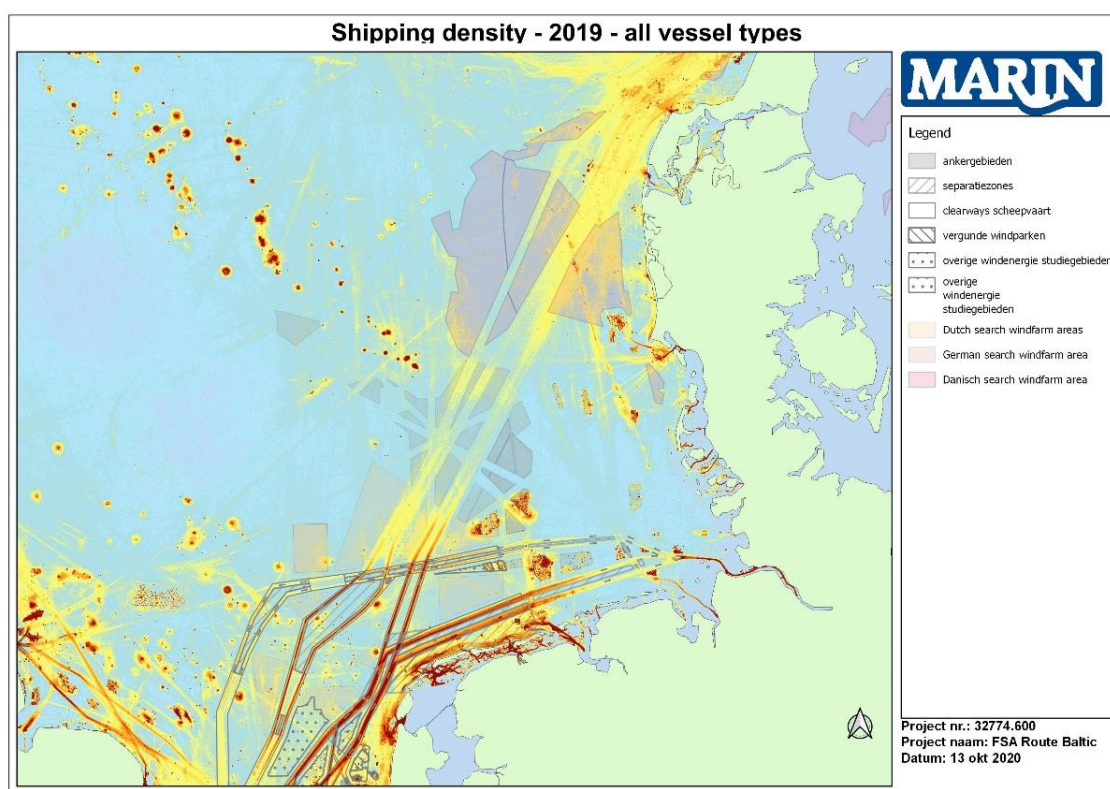 Shipping density - 2019 - all vessel types
MARIN
Legend
ankergebieden
separatiezones
clearways scheepvaart
vergunde windparken
overige windenergie studiegebieden
overige
windenergie
studiegebieden
Dutch search windfarm areas
German search windfarm area
Danisch search windfarm area
Project nr.: 32774.600
Project naam: FSA Route Baltic
Datum: 13 okt 2020